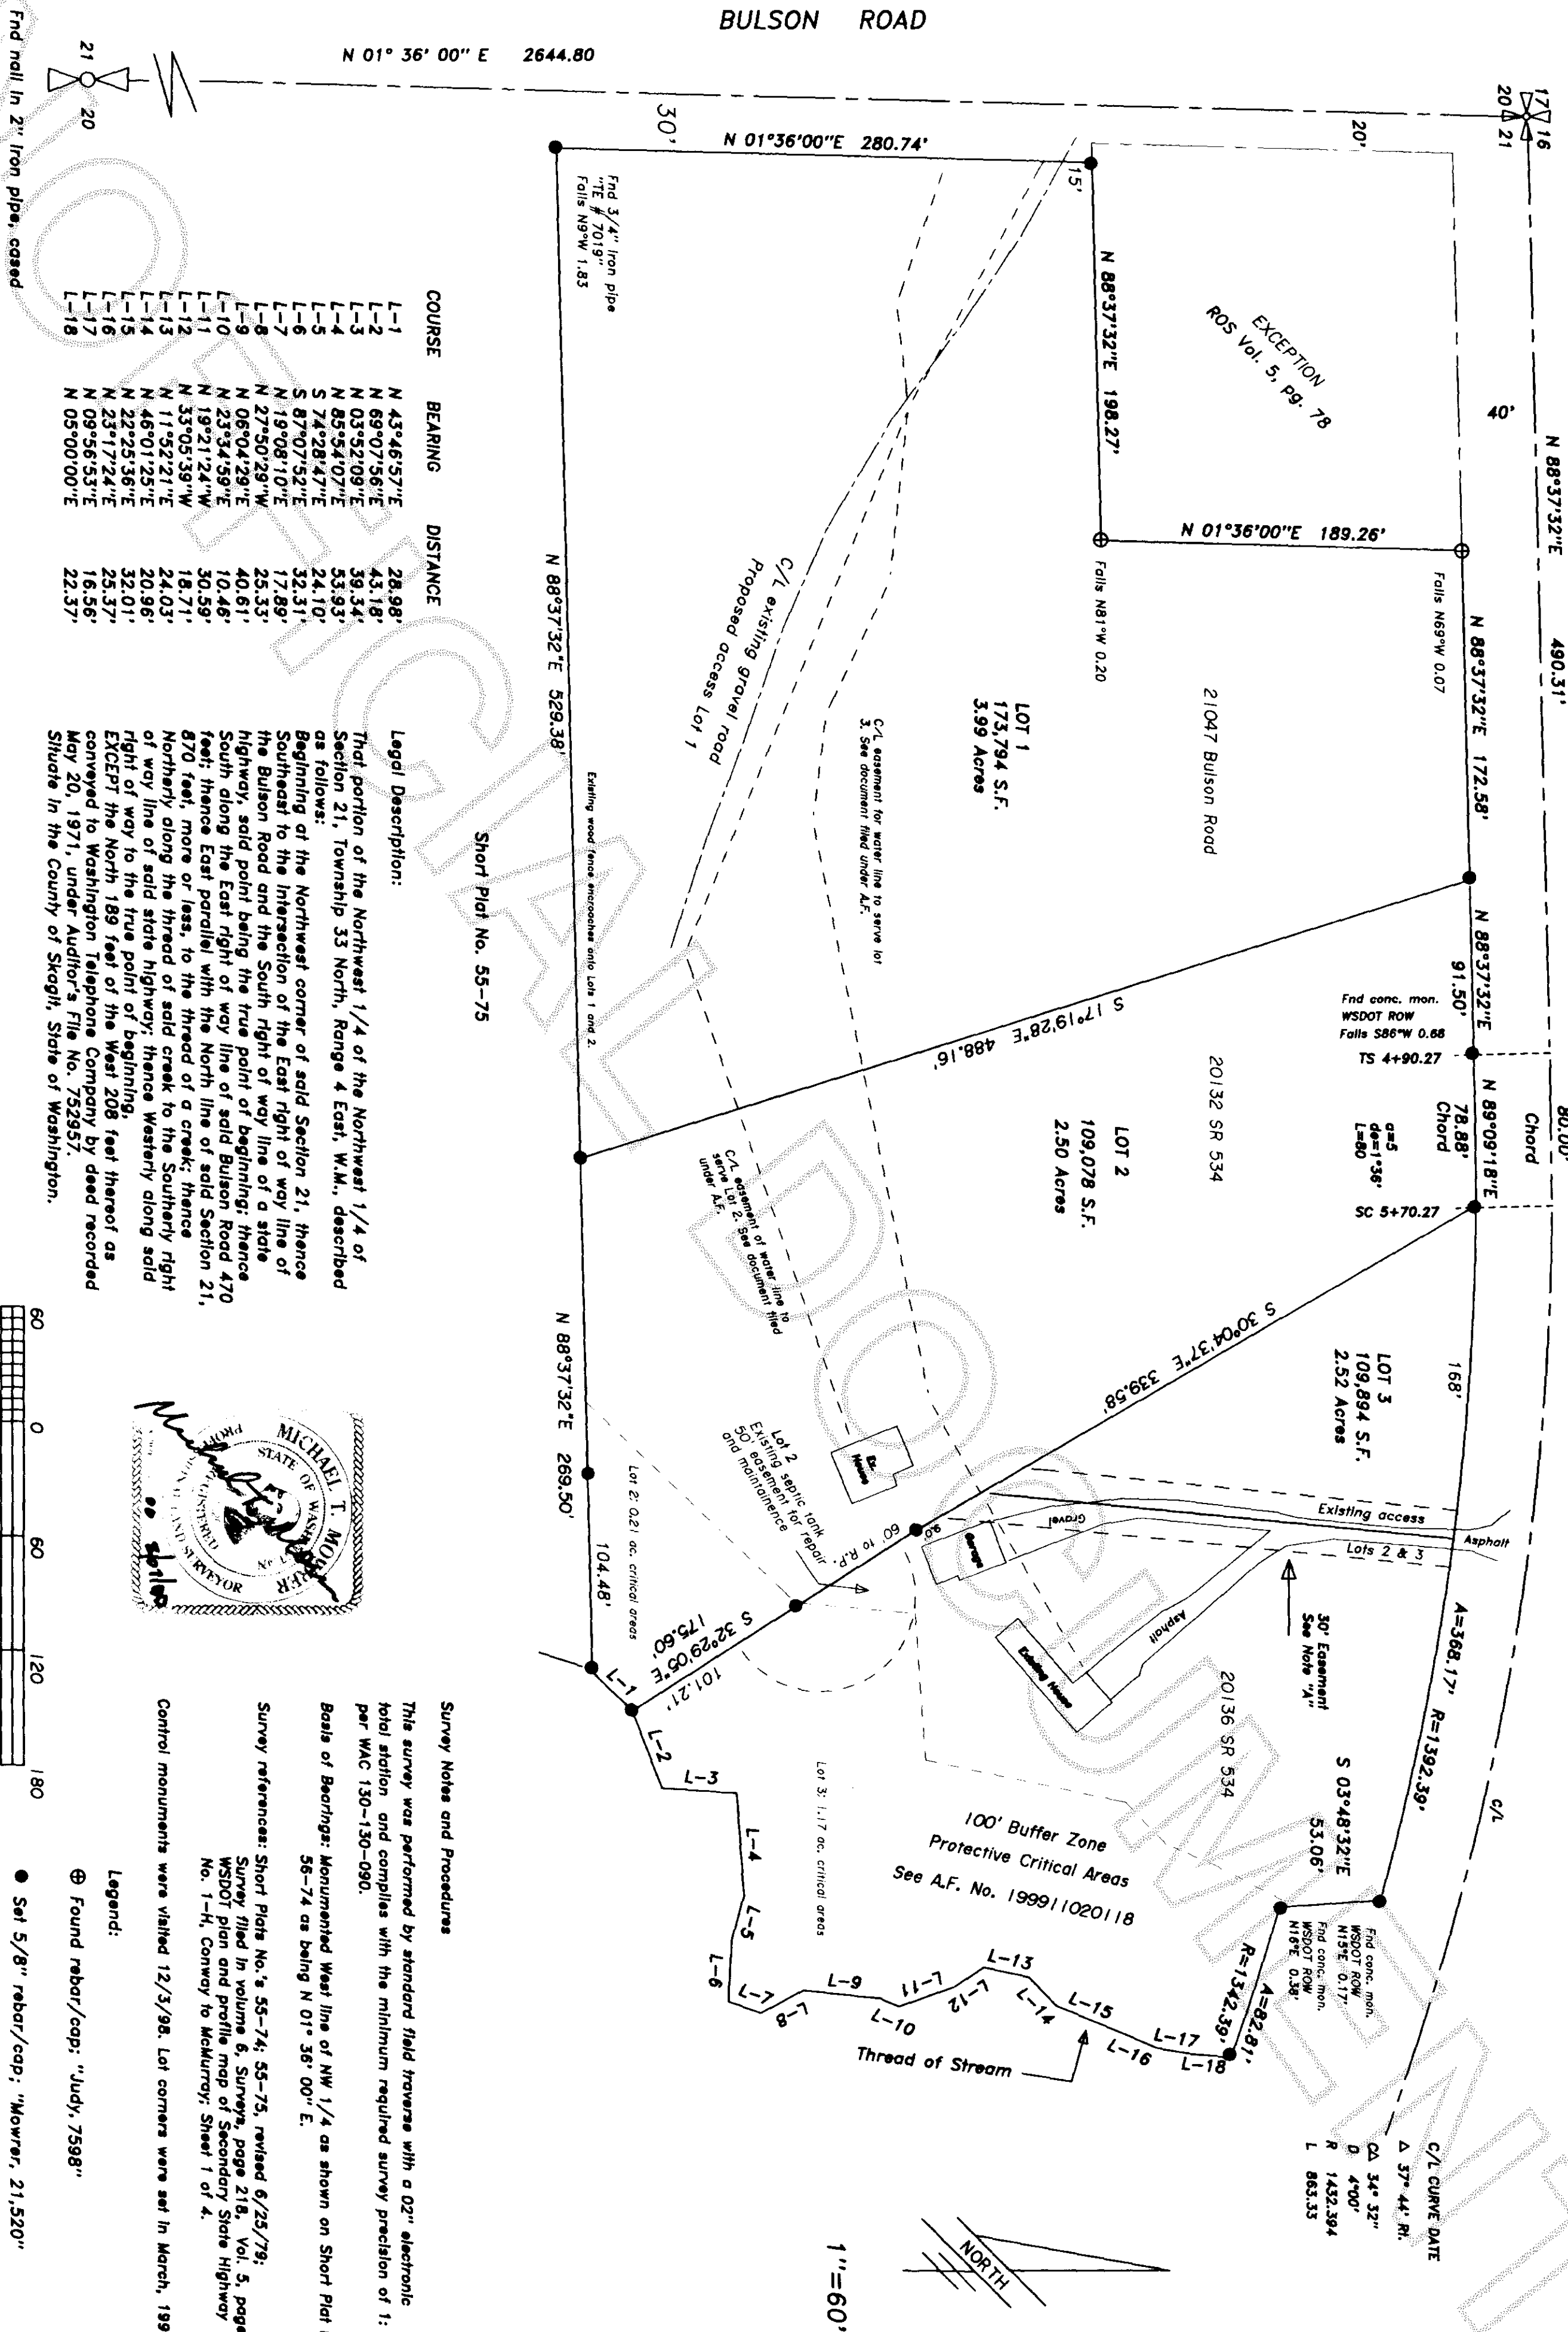 BULSON ROAD
N 01° 36' 00" E 2644.80
21
20
17 16
20 21
Fnd nail in 2" iron pipe, cased
N 88°37'32"E 490.31'
80.00'
Chord
40'
20'
30'
15'
N 01°36'00"E 280.74'
Fnd 3/4" iron pipe
"TE # 7019"
Falls N9°W 1.83
EXCEPTION
ROS Vol. 5, pg. 78
N 88°37'32"E 198.27'
N 01°36'00"E 189.26'
Falls N81°W 0.20
Falls N69°W 0.07
N 88°37'32"E 172.58'
N 88°37'32"E
91.50'
Fnd conc. mon.
WSDOT ROW
Falls S86°W 0.68
TS 4+90.27
N 89°09'18"E
78.88'
Chord
a=5
de=1°36'
L=80
SC 5+70.27
21047 Bulson Road
LOT 1
173,794 S.F.
3.99 Acres
C/L easement for water line to serve lot
3. See document filed under A.F.
C/L existing gravel road
Proposed access Lot 1
N 88°37'32"E 529.38'
Existing wood fence encroaches onto Lots 1 and 2.
S 17°19'28"E 488.16'
20132 SR 534
LOT 2
109,078 S.F.
2.50 Acres
C/L easement of water line to
serve Lot 2. See document filed
under A.F.
S 30°04'37"E 339.58'
LOT 3
109,894 S.F.
2.52 Acres
168'
Existing access
Lots 2 & 3
Asphalt
Gravel
Asphalt
30' Easement
See Note "A"
Ex.
House
Garage
Existing House
90°
60' to R.P.
Lot 2
Existing septic tank
50' easement for repair
and maintainence
N 88°37'32"E 269.50'
Lot 2: 0.21 ac. critical areas
104.48'
S 32°29'05"E
175.60'
101.21'
20136 SR 534
A=368.17' R=1392.39'
C/L
S 03°48'32"E
53.06'
Fnd conc. mon.
WSDOT ROW
N15°E 0.17'
Fnd conc. mon.
WSDOT ROW
N16°E 0.38'
A=82.81'
R=1342.39'
100' Buffer Zone
Protective Critical Areas
See A.F. No. 199911020118
Lot 3: 1.17 ac. critical areas
L-1
L-2
L-3
L-4
L-5
L-6
L-7
L-8
L-9
L-10
L-11
L-12
L-13
L-14
L-15
L-16
L-17
L-18
Thread of Stream
C/L CURVE DATE
Δ 37° 44' Rt.
CΔ 34° 32"
D 4°00'
R 1432.394
L 863.33
NORTH
1"=60'
COURSE BEARING DISTANCE
L-1 N 43°46'57"E 28.98'
L-2 N 69°07'56"E 43.18'
L-3 N 03°52'09"E 39.34'
L-4 N 85°54'07"E 53.93'
L-5 S 74°28'47"E 24.10'
L-6 S 87°07'52"E 32.31'
L-7 N 19°08'10"E 17.89'
L-8 N 27°50'29"W 25.33'
L-9 N 06°04'29"E 40.61'
L-10 N 23°34'59"E 10.46'
L-11 N 19°21'24"W 30.59'
L-12 N 33°05'39"W 18.71'
L-13 N 11°52'21"E 24.03'
L-14 N 46°01'25"E 20.96'
L-15 N 22°25'36"E 32.01'
L-16 N 23°17'24"E 25.37'
L-17 N 09°56'53"E 16.56'
L-18 N 05°00'00"E 22.37'
Short Plat No. 55-75
Legal Description:
That portion of the Northwest 1/4 of the Northwest 1/4 of
Section 21, Township 33 North, Range 4 East, W.M., described
as follows:
Beginning at the Northwest corner of said Section 21, thence
Southeast to the intersection of the East right of way line of
the Bulson Road and the South right of way line of a state
highway, said point being the true point of beginning; thence
South along the East right of way line of said Bulson Road 470
feet; thence East parallel with the North line of said Section 21,
870 feet, more or less, to the thread of a creek; thence
Northerly along the thread of said creek to the Southerly right
of way line of said state highway; thence Westerly along said
right of way to the true point of beginning,
EXCEPT the North 189 feet of the West 208 feet thereof as
conveyed to Washington Telephone Company by deed recorded
May 20, 1971, under Auditor's File No. 752957.
Situate in the County of Skagit, State of Washington.
MICHAEL T. MOWRER
STATE OF WASHINGTON
REGISTERED
LAND SURVEYOR
60 0 60 120 180
Survey Notes and Procedures
This survey was performed by standard field traverse with a 02" electronic
total station and complies with the minimum required survey precision of 1:
per WAC 130-130-090.
Basis of Bearings: Monumented West line of NW 1/4 as shown on Short Plat
56-74 as being N 01° 36' 00" E.
Survey references: Short Plats No.'s 55-74; 55-75, revised 6/25/79;
Survey filed in volume 6, Surveys, page 218, Vol. 5, page
WSDOT plan and profile map of Secondary State Highway
No. 1-H, Conway to McMurray; Sheet 1 of 4.
Control monuments were visited 12/3/98. Lot corners were set in March, 199
Legend:
⊕ Found rebar/cap; "Judy, 7598"
● Set 5/8" rebar/cap; "Mowrer, 21,520"
UNOFFICIAL DOCUMENT